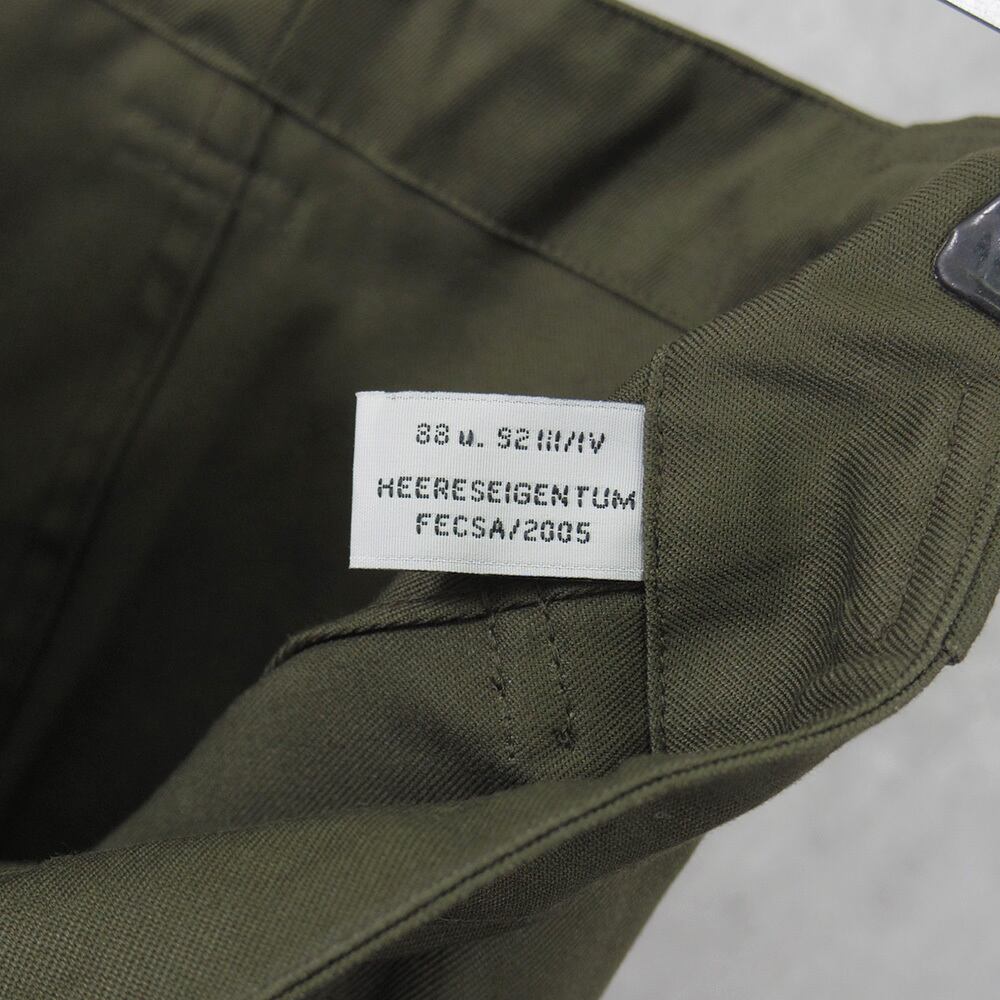 88 u. 92 III/IV
HEERESEIGENTUM
FECSA/2005